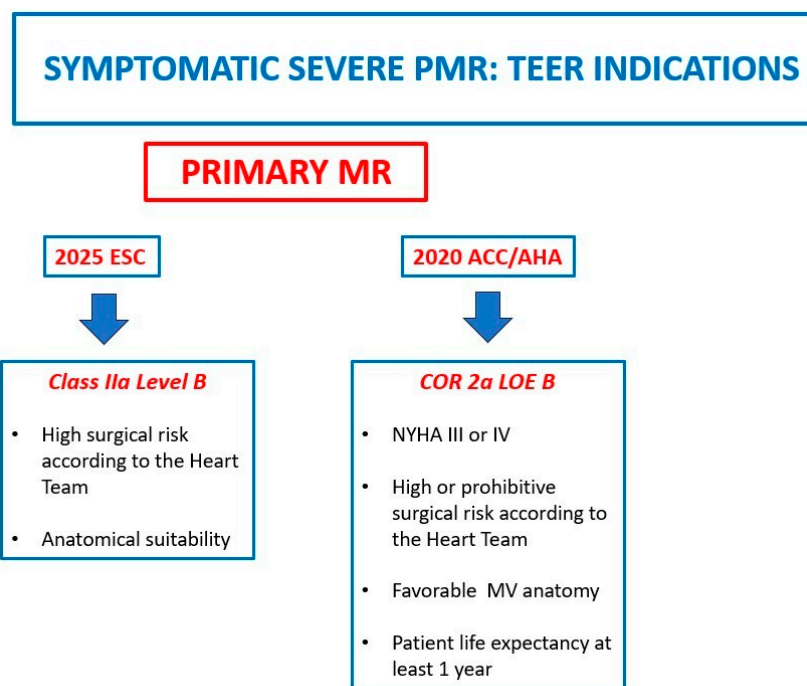 SYMPTOMATIC SEVERE PMR: TEER INDICATIONS
PRIMARY MR
2025 ESC
2020 ACC/AHA
Class IIa Level B
• High surgical risk
according to the Heart
Team
• Anatomical suitability
COR 2a LOE B
• NYHA III or IV
• High or prohibitive
surgical risk according to
the Heart Team
• Favorable MV anatomy
• Patient life expectancy at
least 1 year